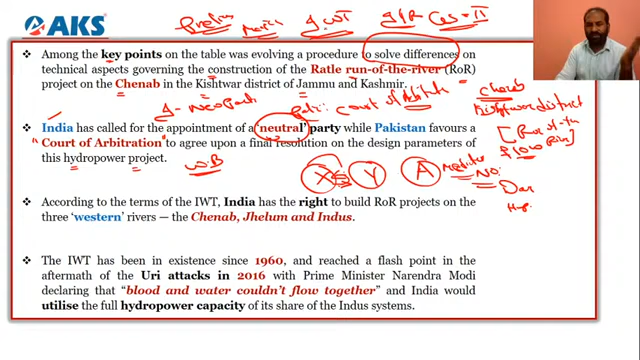 AKS
Prelims Mains IWT GS-II
Among the key points on the table was evolving a procedure to solve differences on
technical aspects governing the construction of the Ratle run-of-the-river (RoR)
project on the Chenab in the Kishtwar district of Jammu and Kashmir.
Court of Arbitrate
Chenab
Kishtwar district
India has called for the appointment of a 'neutral' party while Pakistan favours a
"Court of Arbitration" to agree upon a final resolution on the design parameters of
this hydropower project.
W.B
X Y A
NO
Dam
According to the terms of the IWT, India has the right to build RoR projects on the
three 'western' rivers — the Chenab, Jhelum and Indus.
The IWT has been in existence since 1960, and reached a flash point in the
aftermath of the Uri attacks in 2016 with Prime Minister Narendra Modi
declaring that "blood and water couldn't flow together" and India would
utilise the full hydropower capacity of its share of the Indus systems.